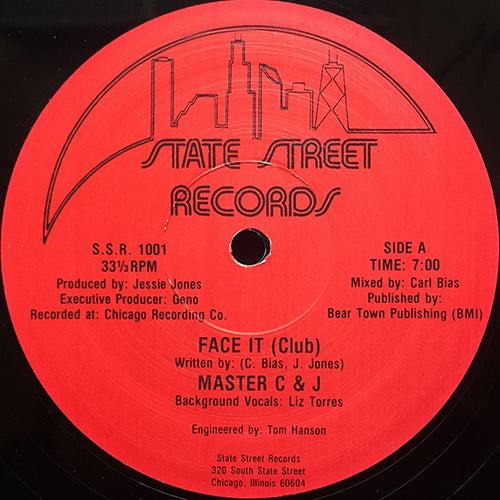 STATE STREET
RECORDS
S.S.R. 1001
33⅓ RPM
Produced by: Jessie Jones
Executive Producer: Geno
Recorded at: Chicago Recording Co.
SIDE A
TIME: 7:00
Mixed by: Carl Bias
Published by:
Bear Town Publishing (BMI)
FACE IT (Club)
Written by: (C. Bias, J. Jones)
MASTER C & J
Background Vocals: Liz Torres
Engineered by: Tom Hanson
State Street Records
320 South State Street
Chicago, Illinois 60604